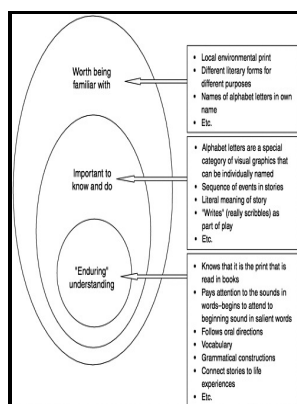 Worth being
familiar with
• Local environmental print
• Different literary forms for
different purposes
• Names of alphabet letters in own
name
• Etc.
Important to
know and do
• Alphabet letters are a special
category of visual graphics that
can be individually named
• Sequence of events in stories
• Literal meaning of story
• "Writes" (really scribbles) as
part of play
• Etc.
"Enduring"
understanding
• Knows that it is the print that is
read in books
• Pays attention to the sounds in
words–begins to attend to
beginning sound in salient words
• Follows oral directions
• Vocabulary
• Grammatical constructions
• Connect stories to life
experiences
• Etc.